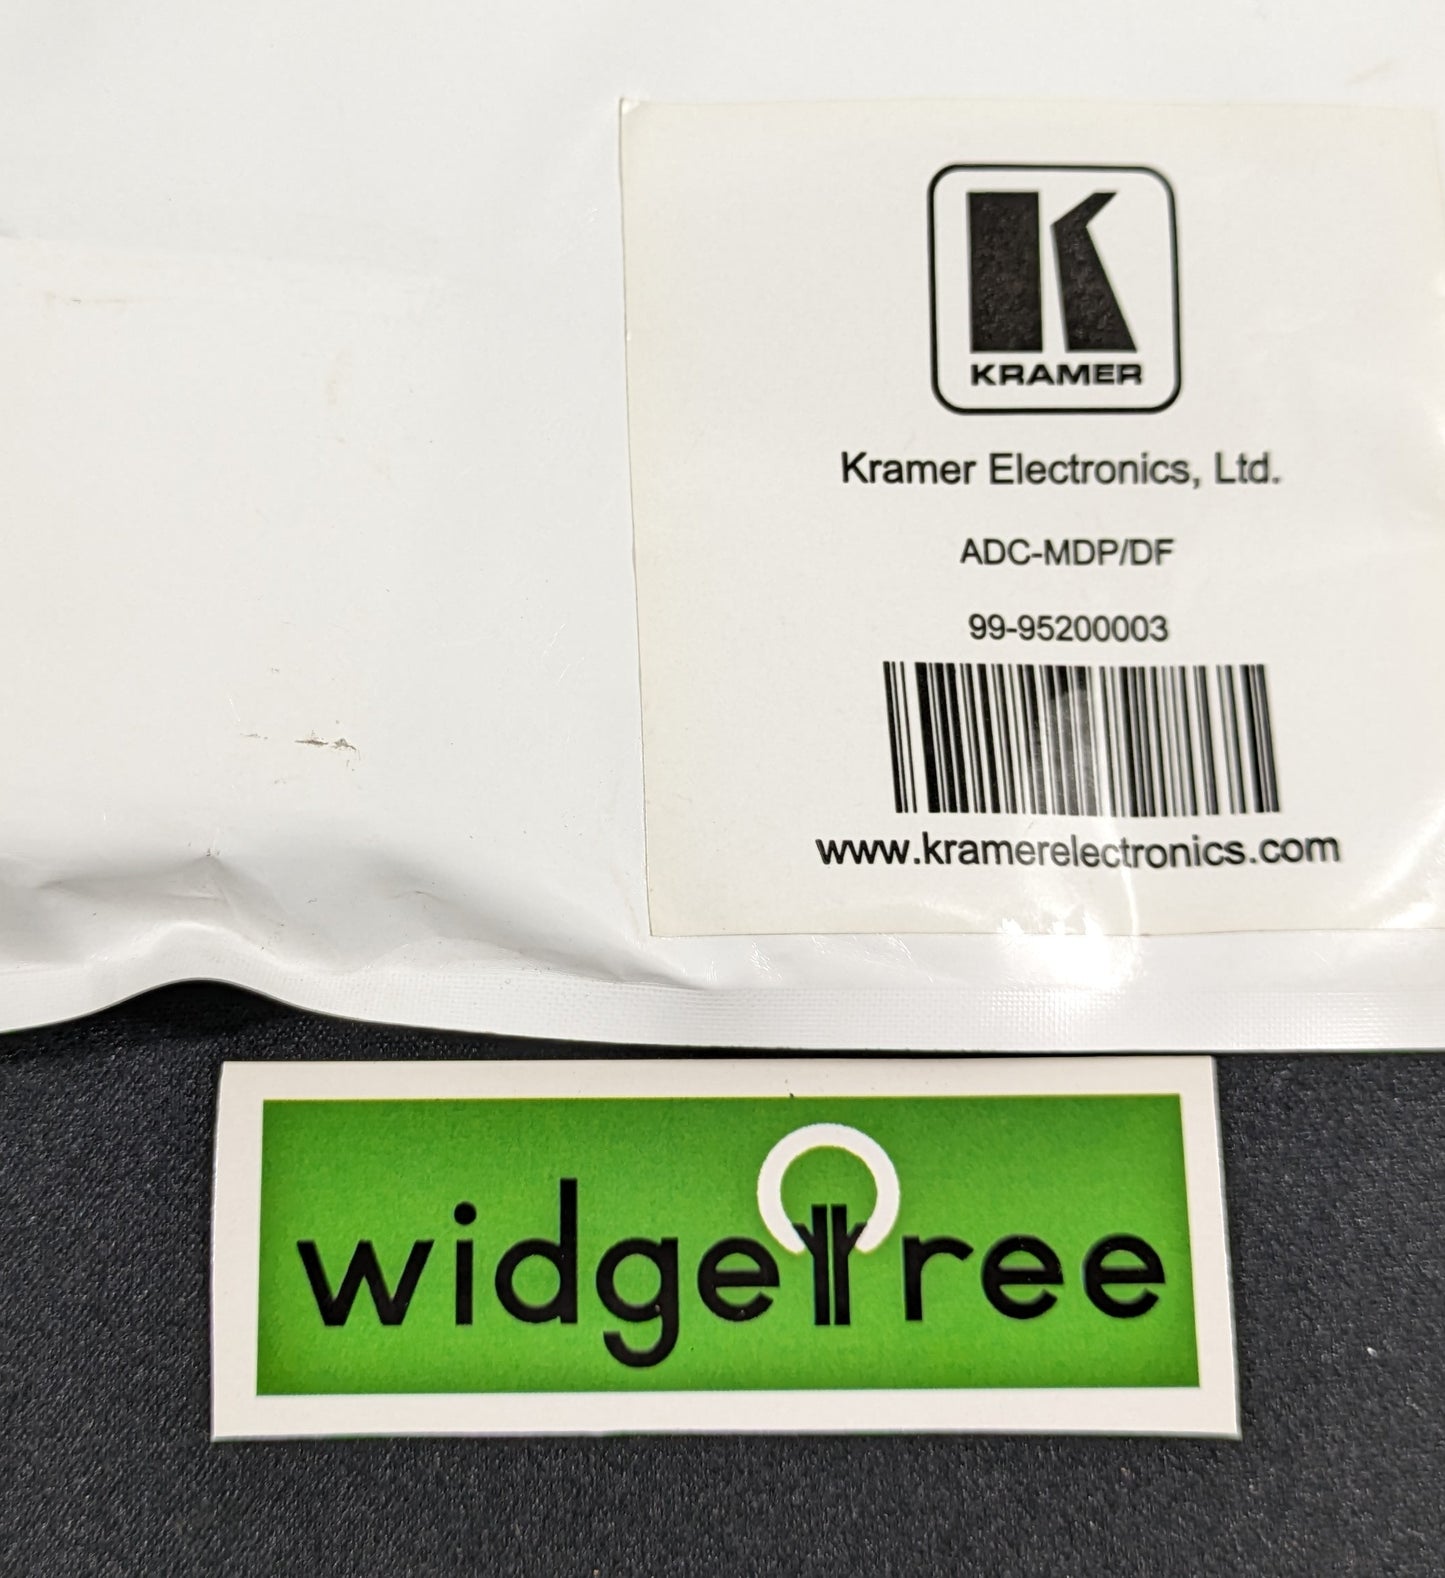 KRAMER
Kramer Electronics, Ltd.
ADC-MDP/DF
99-95200003
www.kramerelectronics.com
widgetree